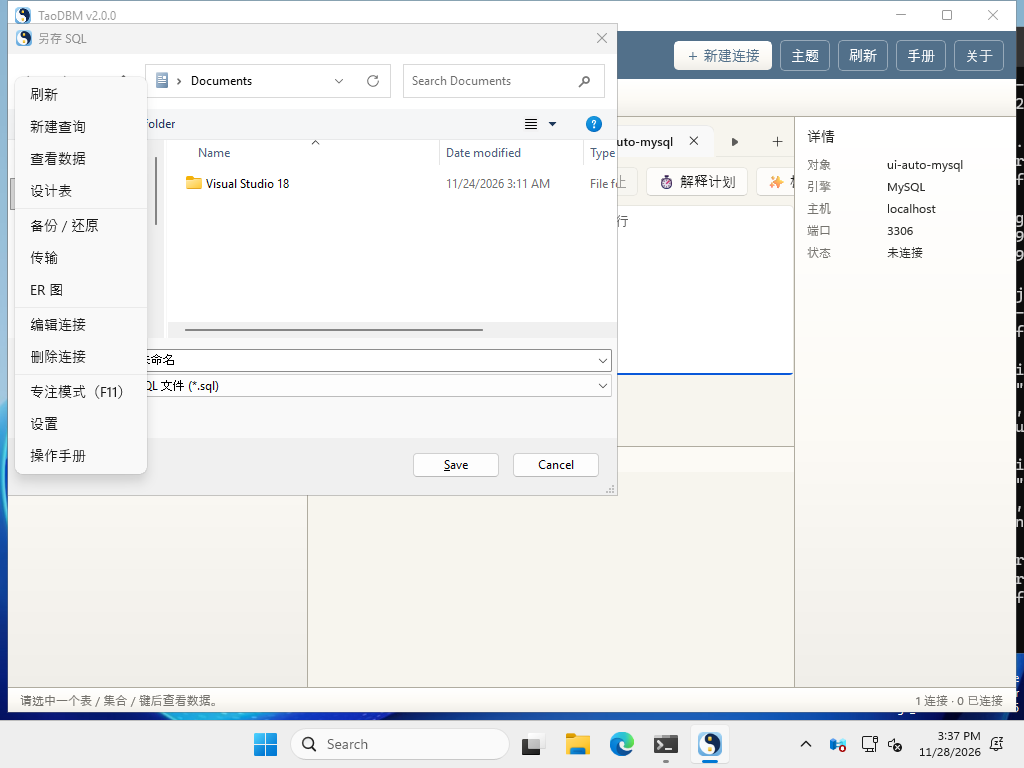 TaoDBM v2.0.0
另存 SQL
Documents
Search Documents
新建连接
主题
刷新
手册
关于
刷新
新建查询
查看数据
设计表
备份 / 还原
传输
ER 图
编辑连接
删除连接
专注模式（F11）
设置
操作手册
folder
Name
Date modified
Type
Visual Studio 18
11/24/2026 3:11 AM
File f
未命名
SQL 文件 (*.sql)
Save
Cancel
uto-mysql
止
解释计划
行
详情
对象 ui-auto-mysql
引擎 MySQL
主机 localhost
端口 3306
状态 未连接
请选中一个表 / 集合 / 键后查看数据。
1 连接 · 0 已连接
Search
3:37 PM
11/28/2026